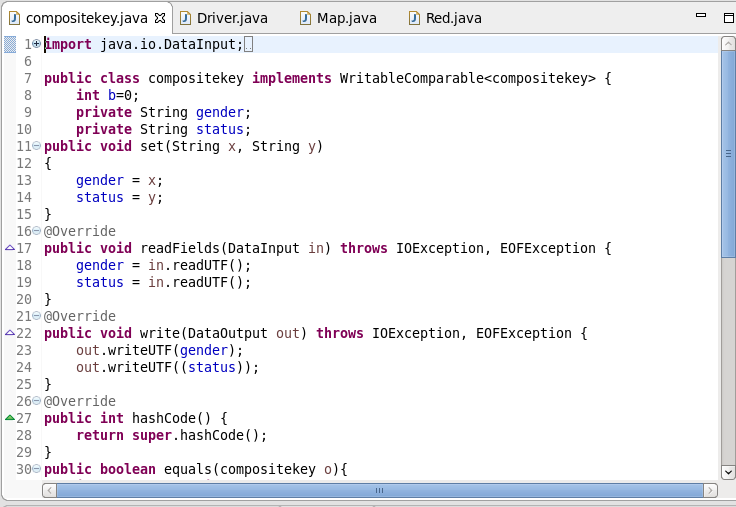 compositekey.java Driver.java Map.java Red.java
1 import java.io.DataInput;
6
7 public class compositekey implements WritableComparable<compositekey> {
8 int b=0;
9 private String gender;
10 private String status;
11 public void set(String x, String y)
12 {
13 gender = x;
14 status = y;
15 }
16 @Override
17 public void readFields(DataInput in) throws IOException, EOFException {
18 gender = in.readUTF();
19 status = in.readUTF();
20 }
21 @Override
22 public void write(DataOutput out) throws IOException, EOFException {
23 out.writeUTF(gender);
24 out.writeUTF((status));
25 }
26 @Override
27 public int hashCode() {
28 return super.hashCode();
29 }
30 public boolean equals(compositekey o){